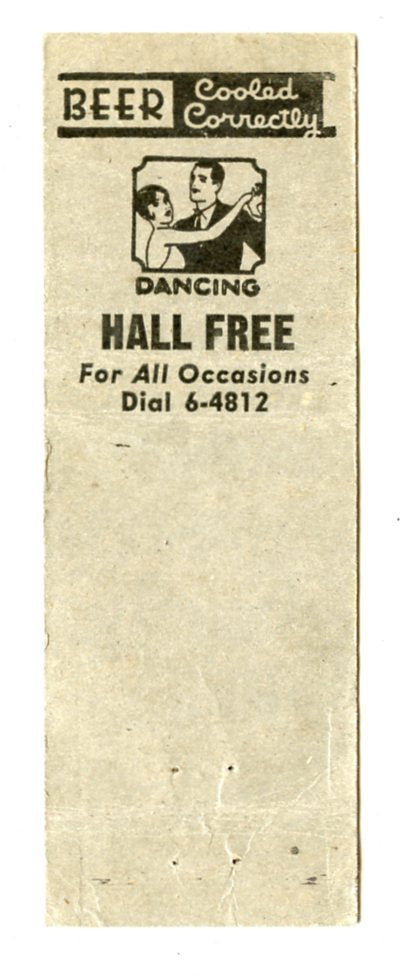 BEER Cooled
Correctly
DANCING
HALL FREE
For All Occasions
Dial 6-4812